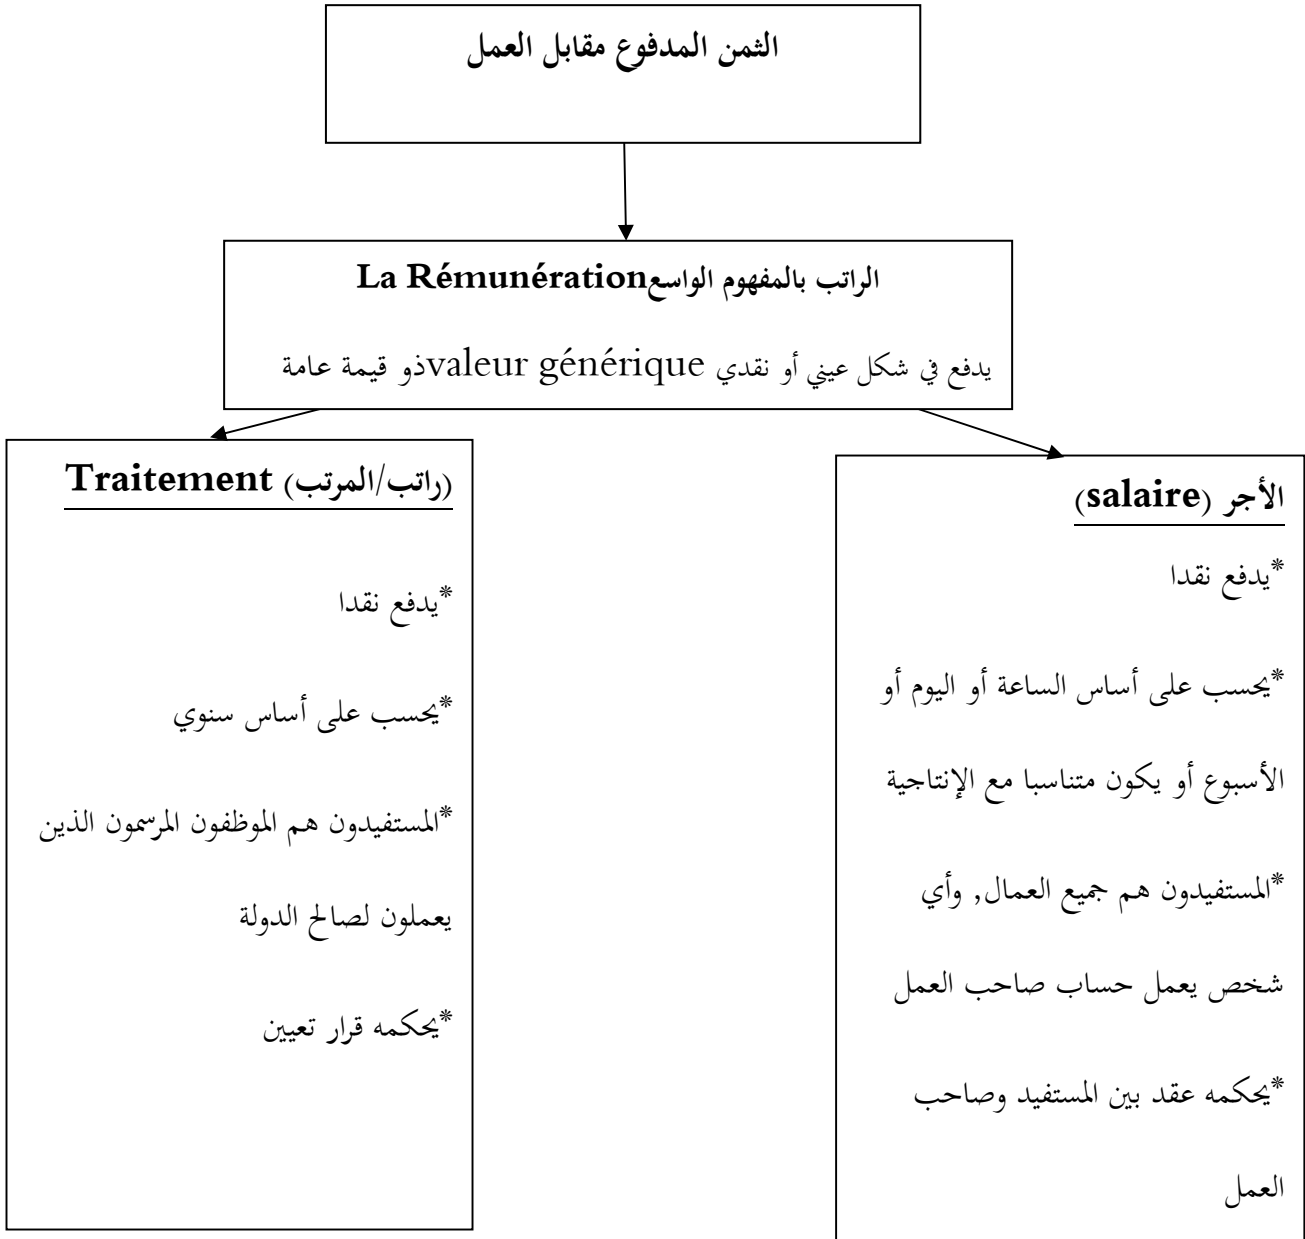 الثمن المدفوع مقابل العمل
الراتب بالمفهوم الواسعLa Rémunération
يدفع في شكل عيني أو نقدي valeur génériqueذو قيمة عامة
الأجر (salaire)
*يدفع نقدا
*يحسب على أساس الساعة أو اليوم أو
الأسبوع أو يكون متناسبا مع الإنتاجية
*المستفيدون هم جميع العمال, وأي
شخص يعمل حساب صاحب العمل
*يحكمه عقد بين المستفيد وصاحب
العمل
(راتب/المرتب) Traitement
*يدفع نقدا
*يحسب على أساس سنوي
*المستفيدون هم الموظفون المرسمون الذين
يعملون لصالح الدولة
*يحكمه قرار تعيين